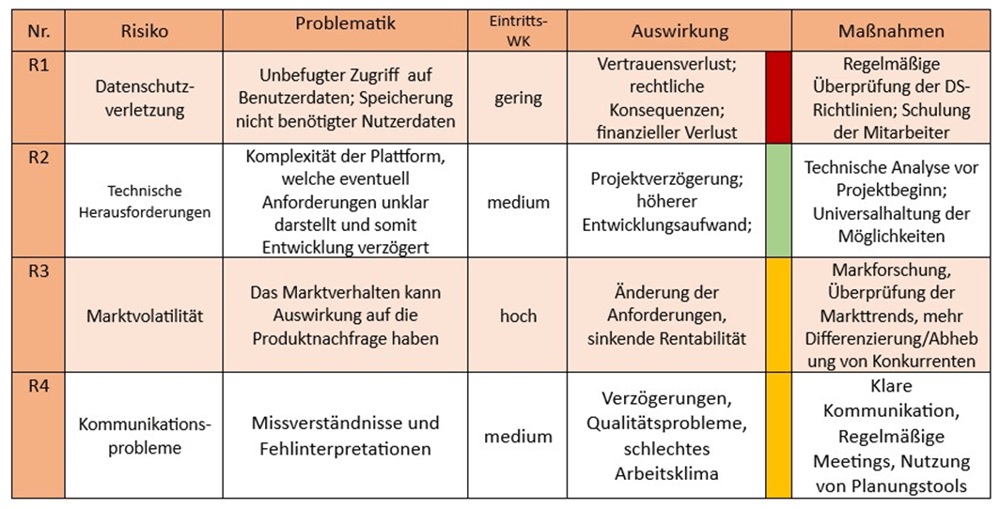 Nr.
Risiko
Problematik
Eintritts-
WK
Auswirkung
Maßnahmen
R1
Datenschutz-
verletzung
Unbefugter Zugriff auf
Benutzerdaten; Speicherung
nicht benötigter Nutzerdaten
gering
Vertrauensverlust;
rechtliche
Konsequenzen;
finanzieller Verlust
Regelmäßige
Überprüfung der DS-
Richtlinien; Schulung
der Mitarbeiter
R2
Technische
Herausforderungen
Komplexität der Plattform,
welche eventuell
Anforderungen unklar
darstellt und somit
Entwicklung verzögert
medium
Projektverzögerung;
höherer
Entwicklungsaufwand;
Technische Analyse vor
Projektbeginn;
Universalhaltung der
Möglichkeiten
R3
Marktvolatilität
Das Marktverhalten kann
Auswirkung auf die
Produktnachfrage haben
hoch
Änderung der
Anforderungen,
sinkende Rentabilität
Markforschung,
Überprüfung der
Markttrends, mehr
Differenzierung/Abheb
ung von Konkurrenten
R4
Kommunikations-
probleme
Missverständnisse und
Fehlinterpretationen
medium
Verzögerungen,
Qualitätsprobleme,
schlechtes
Arbeitsklima
Klare
Kommunikation,
Regelmäßige
Meetings, Nutzung
von Planungstools